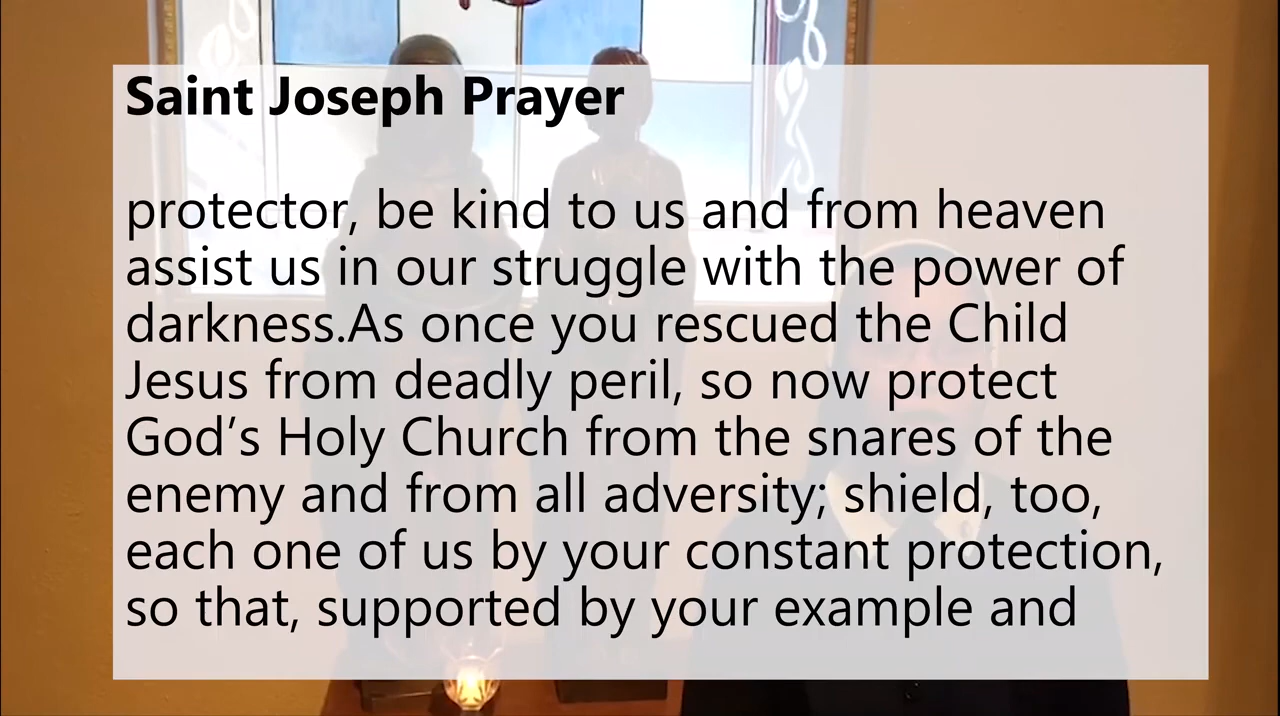 Saint Joseph Prayer
protector, be kind to us and from heaven
assist us in our struggle with the power of
darkness.As once you rescued the Child
Jesus from deadly peril, so now protect
God’s Holy Church from the snares of the
enemy and from all adversity; shield, too,
each one of us by your constant protection,
so that, supported by your example and